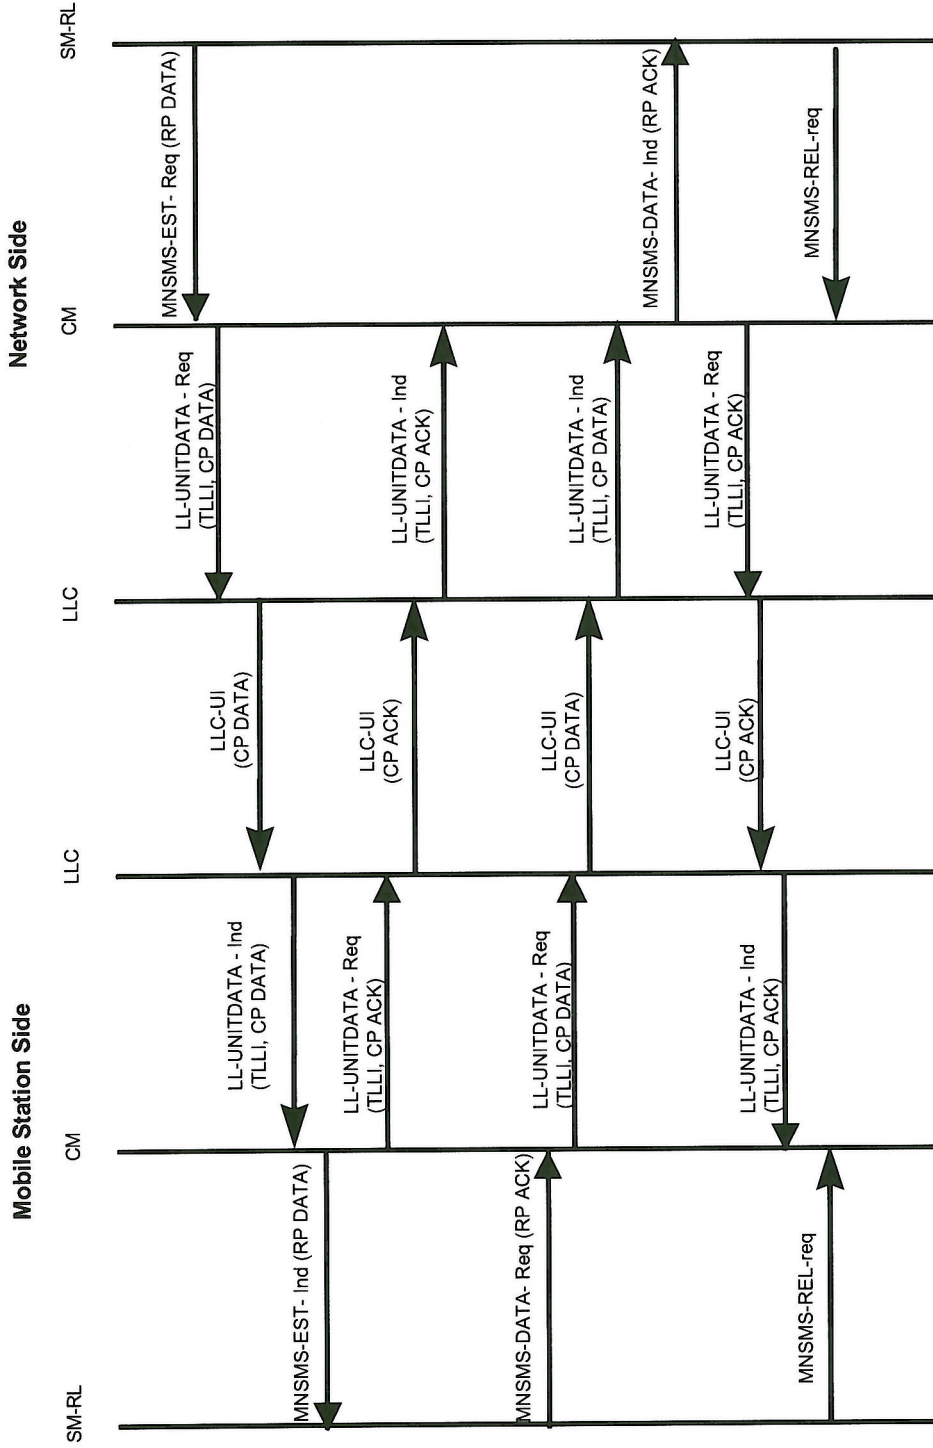 Mobile Station Side
Network Side
SM-RL
CM
LLC
LLC
CM
SM-RL
MNSMS-EST- Req (RP DATA)
LL-UNITDATA - Req
(TLLI, CP DATA)
LLC-UI
(CP DATA)
LL-UNITDATA - Ind
(TLLI, CP DATA)
MNSMS-EST- Ind (RP DATA)
LL-UNITDATA - Req
(TLLI, CP ACK)
LLC-UI
(CP ACK)
LL-UNITDATA - Ind
(TLLI, CP ACK)
MNSMS-DATA- Req (RP ACK)
LL-UNITDATA - Req
(TLLI, CP DATA)
LLC-UI
(CP DATA)
LL-UNITDATA - Ind
(TLLI, CP DATA)
MNSMS-DATA- Ind (RP ACK)
LL-UNITDATA - Req
(TLLI, CP ACK)
LLC-UI
(CP ACK)
LL-UNITDATA - Ind
(TLLI, CP ACK)
MNSMS-REL-req
MNSMS-REL-req